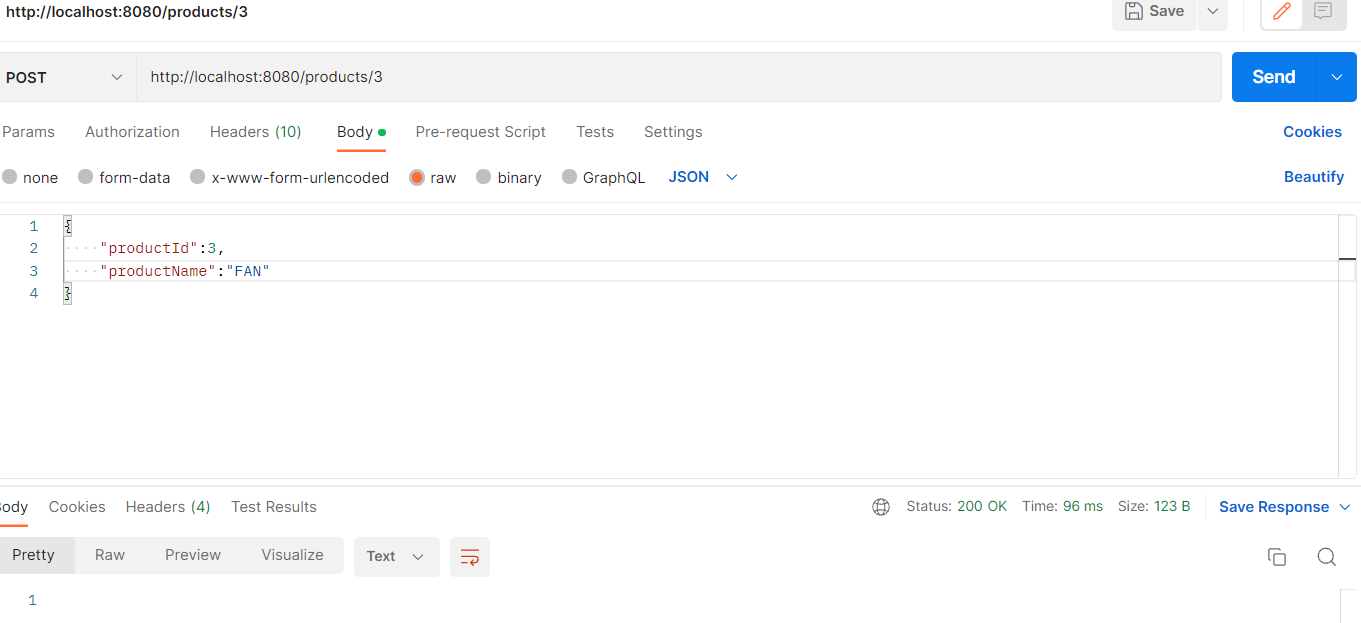 http://localhost:8080/products/3 Save
POST http://localhost:8080/products/3 Send
Params Authorization Headers (10) Body Pre-request Script Tests Settings Cookies
none form-data x-www-form-urlencoded raw binary GraphQL JSON Beautify
1 {
2 "productId":3,
3 "productName":"FAN"
4 }
Body Cookies Headers (4) Test Results Status: 200 OK Time: 96 ms Size: 123 B Save Response
Pretty Raw Preview Visualize Text
1